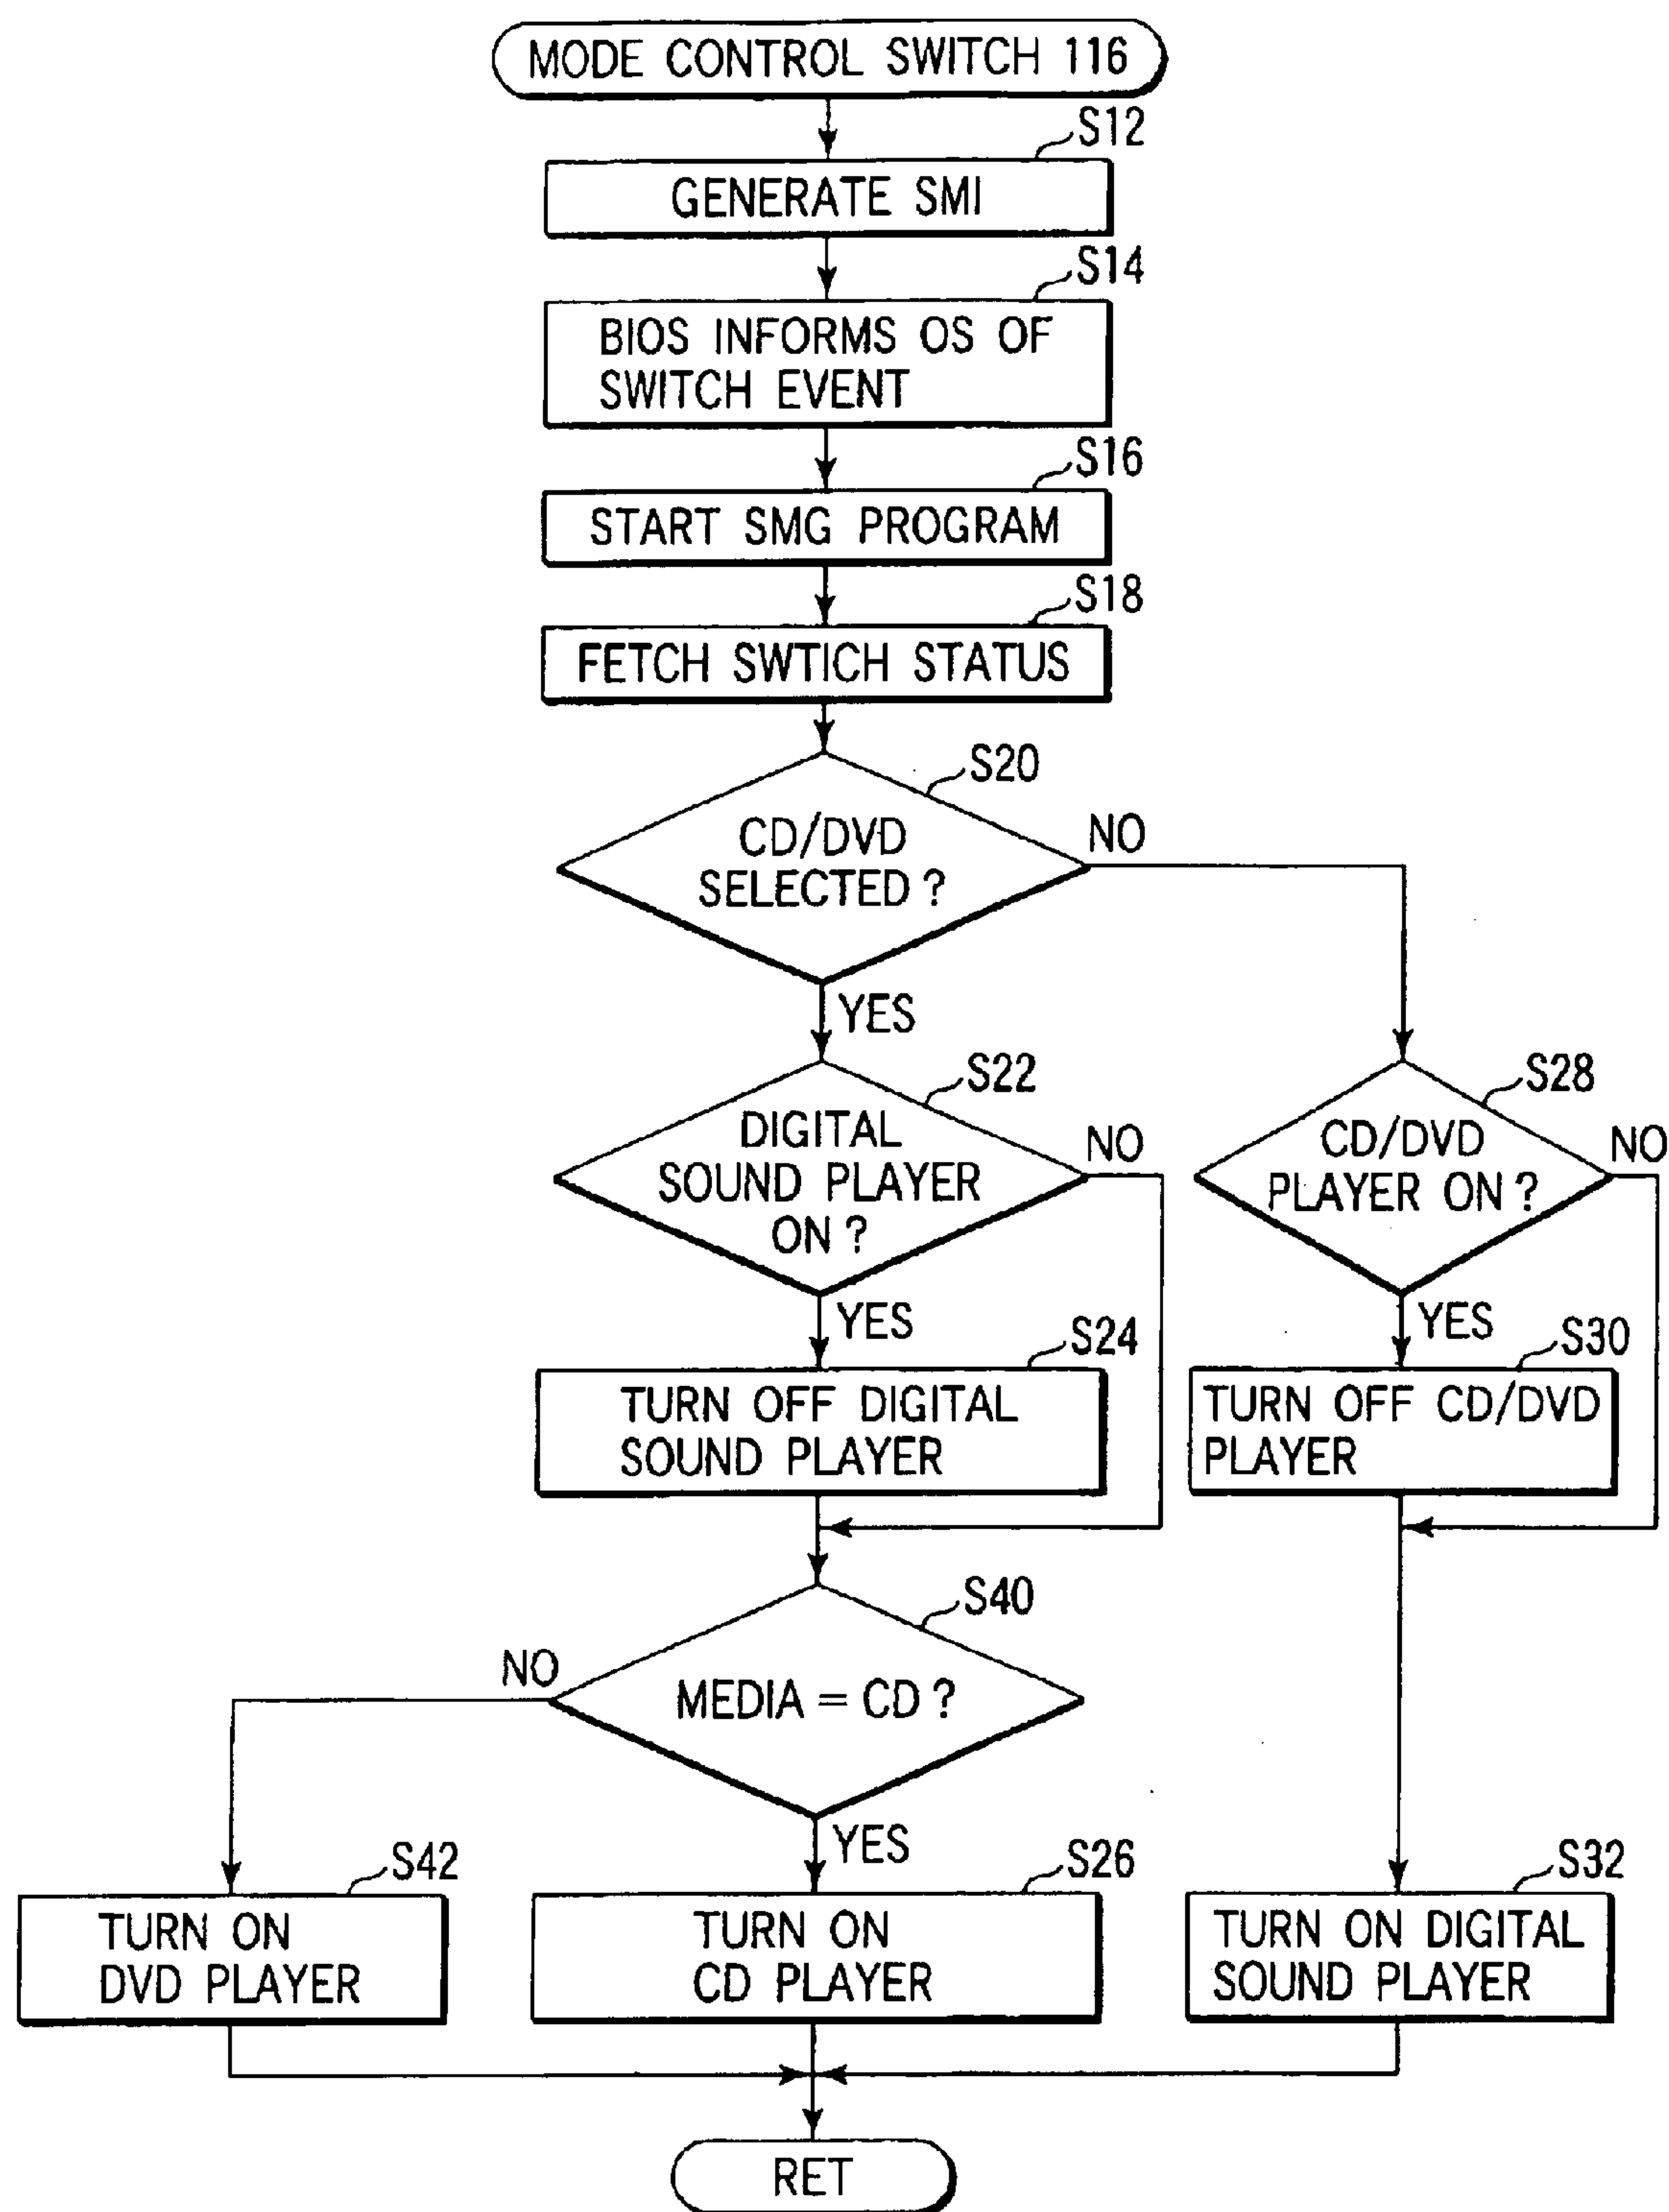 MODE CONTROL SWITCH 116
S12
GENERATE SMI
S14
BIOS INFORMS OS OF
SWITCH EVENT
S16
START SMG PROGRAM
S18
FETCH SWTICH STATUS
S20
CD/DVD
SELECTED ?
NO
YES
S22
DIGITAL
SOUND PLAYER
ON ?
NO
YES
S28
CD/DVD
PLAYER ON ?
NO
YES
S24
TURN OFF DIGITAL
SOUND PLAYER
S30
TURN OFF CD/DVD
PLAYER
S40
MEDIA = CD ?
NO
YES
S42
TURN ON
DVD PLAYER
S26
TURN ON
CD PLAYER
S32
TURN ON DIGITAL
SOUND PLAYER
RET